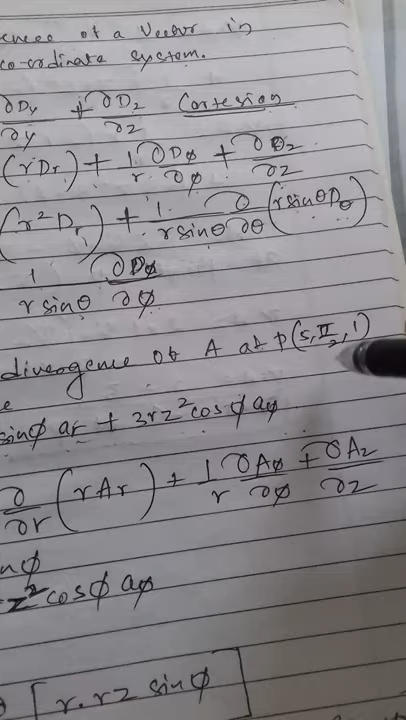 ence of a Vector in
co-ordinate system.
∂Dy/∂y + ∂Dz/∂z Cartesion
(rDr) + 1/r ∂Dφ/∂φ + ∂Dz/∂z
(r²Dr) + 1/(r sinθ) ∂/∂θ (r sinθ Dθ)
1/(r sinθ) ∂Dφ/∂φ
divergence of A at p(5, π/2, 1)
e
sinφ ar + 3rz² cosφ aφ
∂/∂r (rAr) + 1/r ∂Aφ/∂φ + ∂Az/∂z
nφ
z² cosφ aφ
[r.rz sinφ]